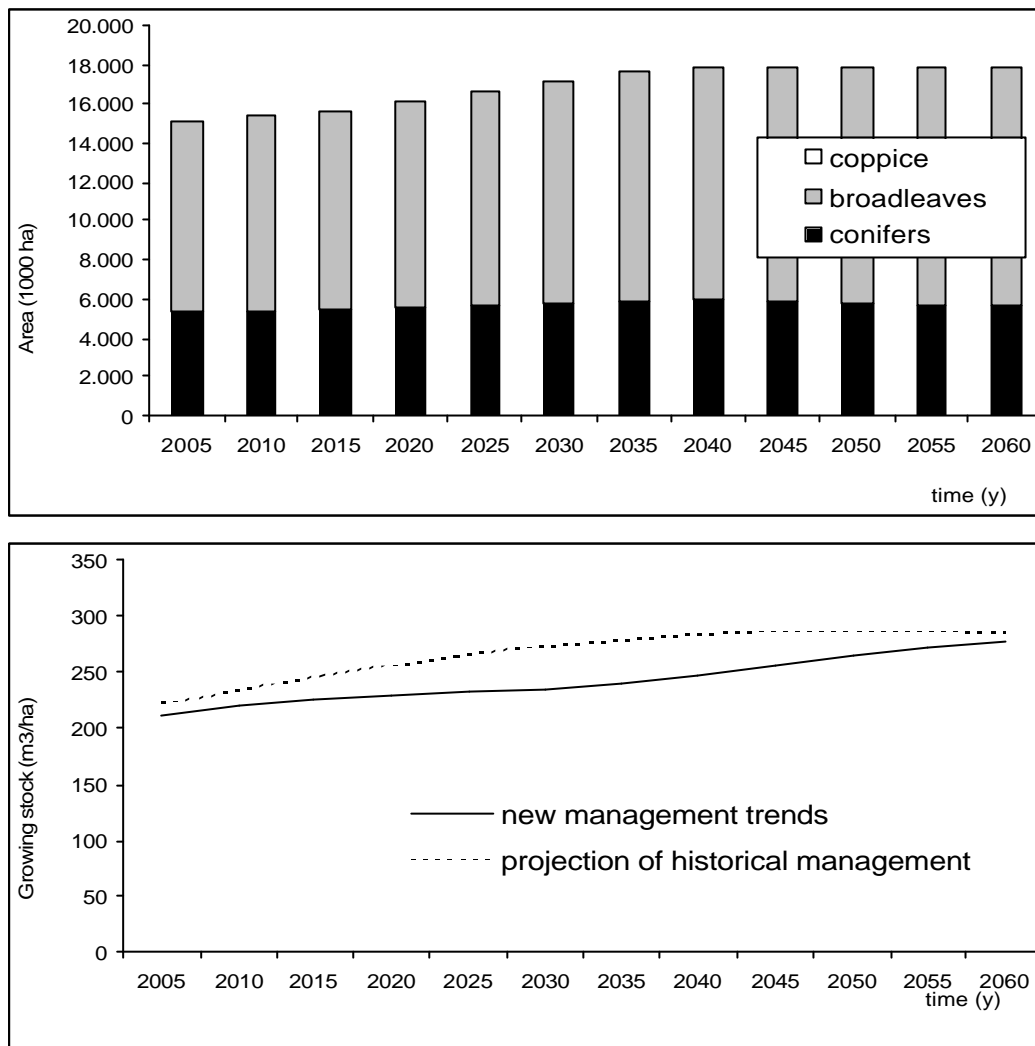 20.000
18.000
16.000
14.000
12.000
10.000
8.000
6.000
4.000
2.000
0
Area (1000 ha)
coppice
broadleaves
conifers
2005 2010 2015 2020 2025 2030 2035 2040 2045 2050 2055 2060
time (y)
350
300
250
200
150
100
50
0
Growing stock (m3/ha)
new management trends
projection of historical management
2005 2010 2015 2020 2025 2030 2035 2040 2045 2050 2055 2060
time (y)